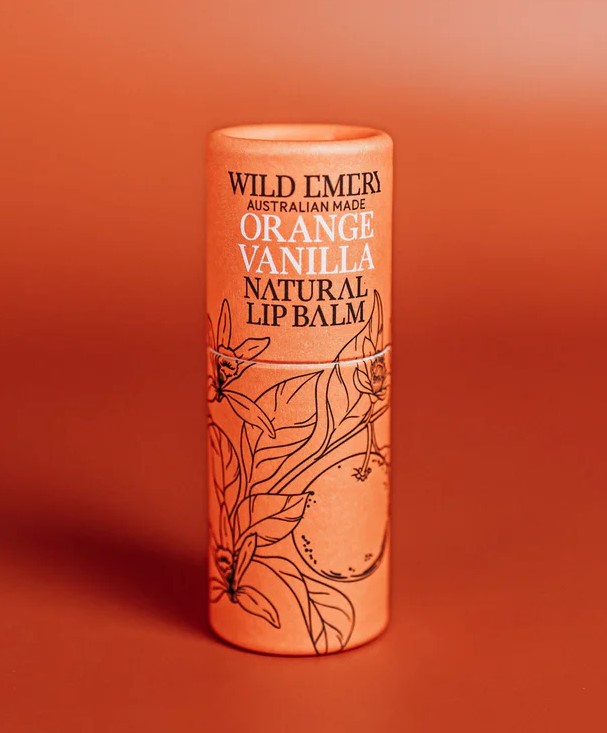 WILD EMERY
AUSTRALIAN MADE
ORANGE
VANILLA
NATURAL
LIP BALM